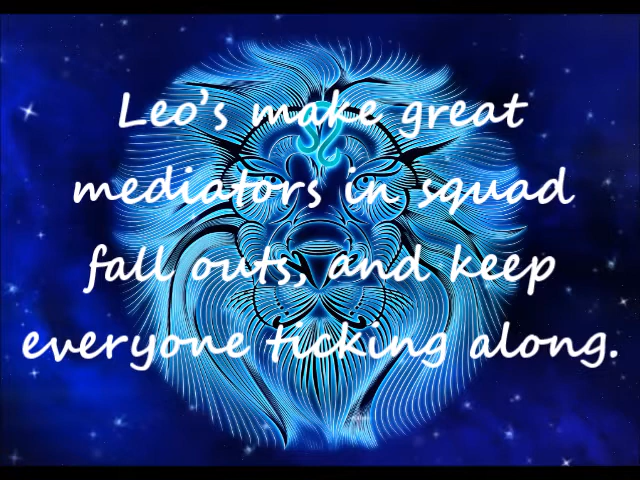 Leo's make great
mediators in squad
fall outs, and keep
everyone ticking along.